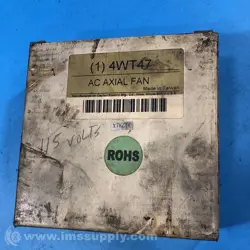 (1) 4WT47
AC AXIAL FAN
Made in Taiwan
115 VOLTS
ROHS
© www.imssupply.com